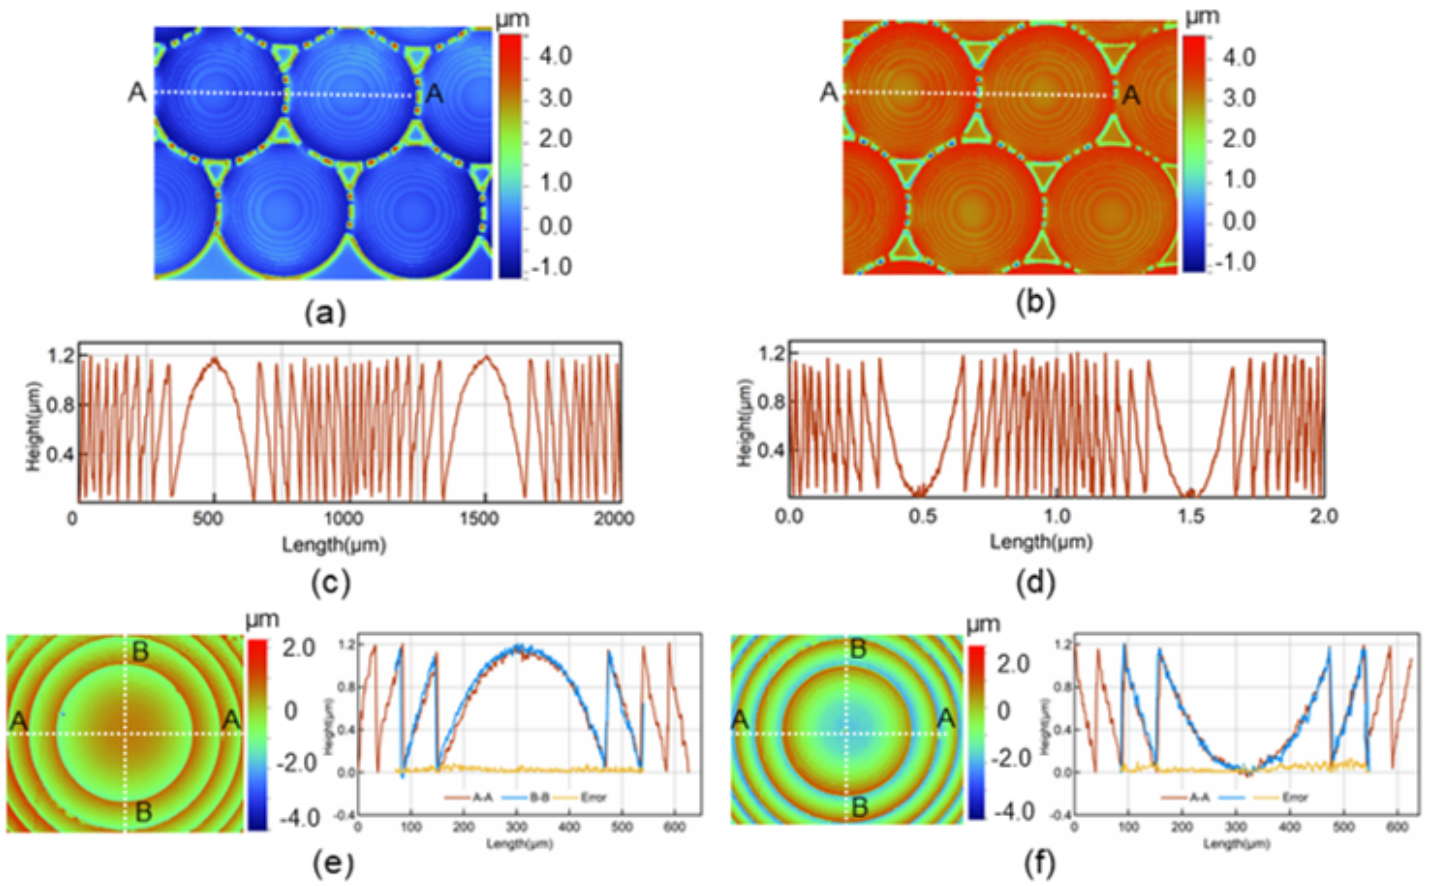 μm
4.0
3.0
2.0
1.0
0.0
-1.0
A
A
(a)
μm
4.0
3.0
2.0
1.0
0.0
-1.0
A
A
(b)
Height(μm)
1.2
0.8
0.4
0 500 1000 1500 2000
Length(μm)
(c)
Height(μm)
1.2
0.8
0.4
0.0 0.5 1.0 1.5 2.0
Length(μm)
(d)
μm
2.0
0
-2.0
-4.0
B
A
A
B
Height(μm)
1.2
0.8
0.4
0.0
-0.4
A-A B-B Error
0 100 200 300 400 500 600
Length(μm)
(e)
μm
2.0
0
-2.0
-4.0
B
A
A
B
Height(μm)
1.2
0.8
0.4
0.0
-0.4
A-A Error
0 100 200 300 400 500 600
Length(μm)
(f)